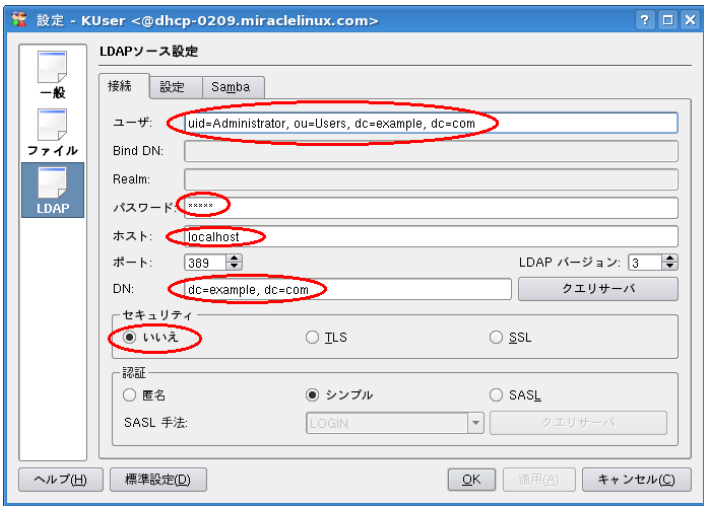 設定 - KUser <@dhcp-0209.miraclelinux.com>
一般
ファイル
LDAP
LDAPソース設定
接続 設定 Samba
ユーザ: uid=Administrator, ou=Users, dc=example, dc=com
Bind DN:
Realm:
パスワード: *****
ホスト: localhost
ポート: 389 LDAP バージョン: 3
DN: dc=example, dc=com クエリサーバ
セキュリティ
いいえ TLS SSL
認証
匿名 シンプル SASL
SASL 手法: LOGIN クエリサーバ
ヘルプ(H) 標準設定(D) OK 適用(A) キャンセル(C)